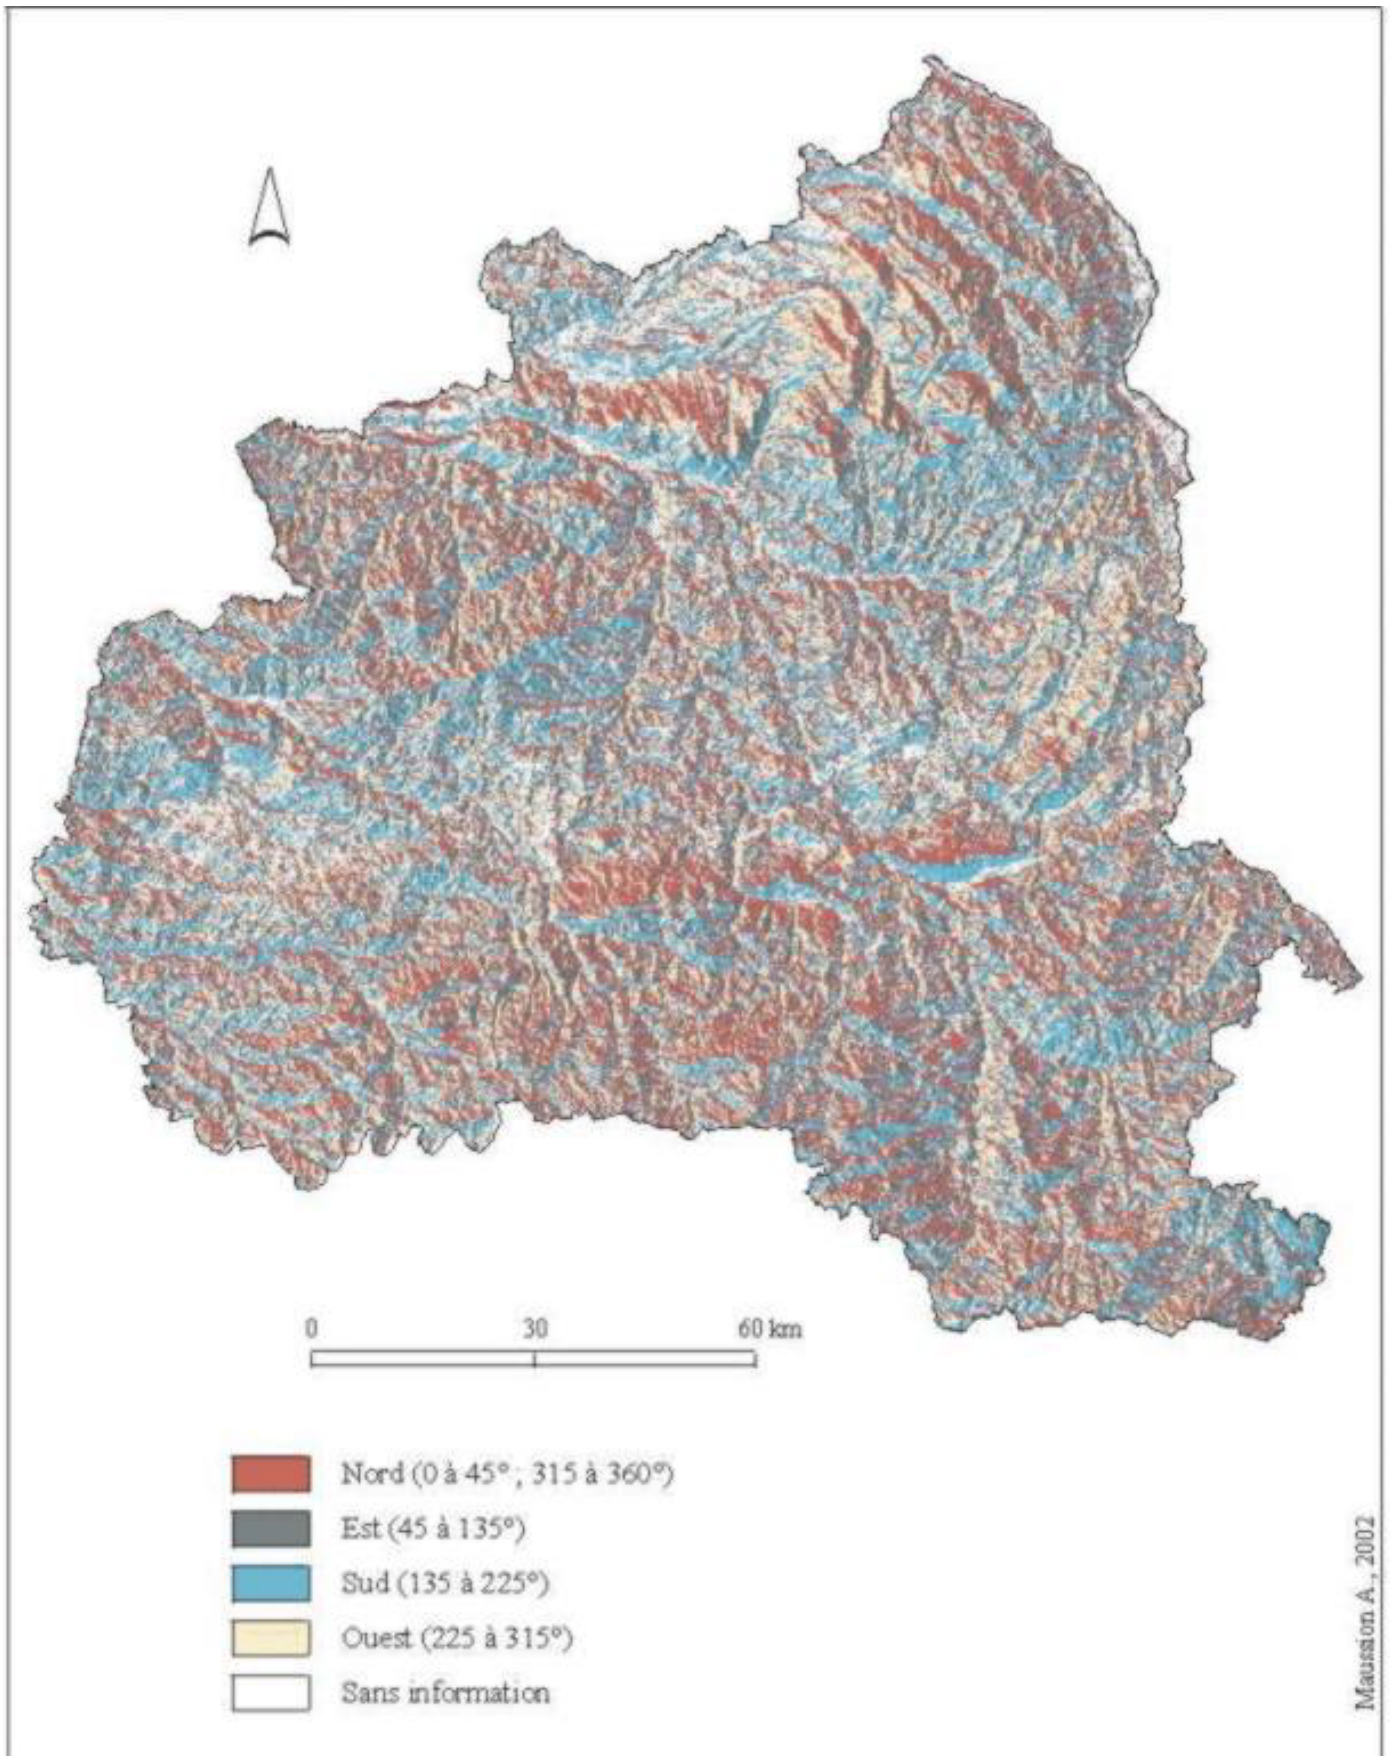 0 30 60 km
Nord (0 à 45° ; 315 à 360°)
Est (45 à 135°)
Sud (135 à 225°)
Ouest (225 à 315°)
Sans information
Maussion A., 2002